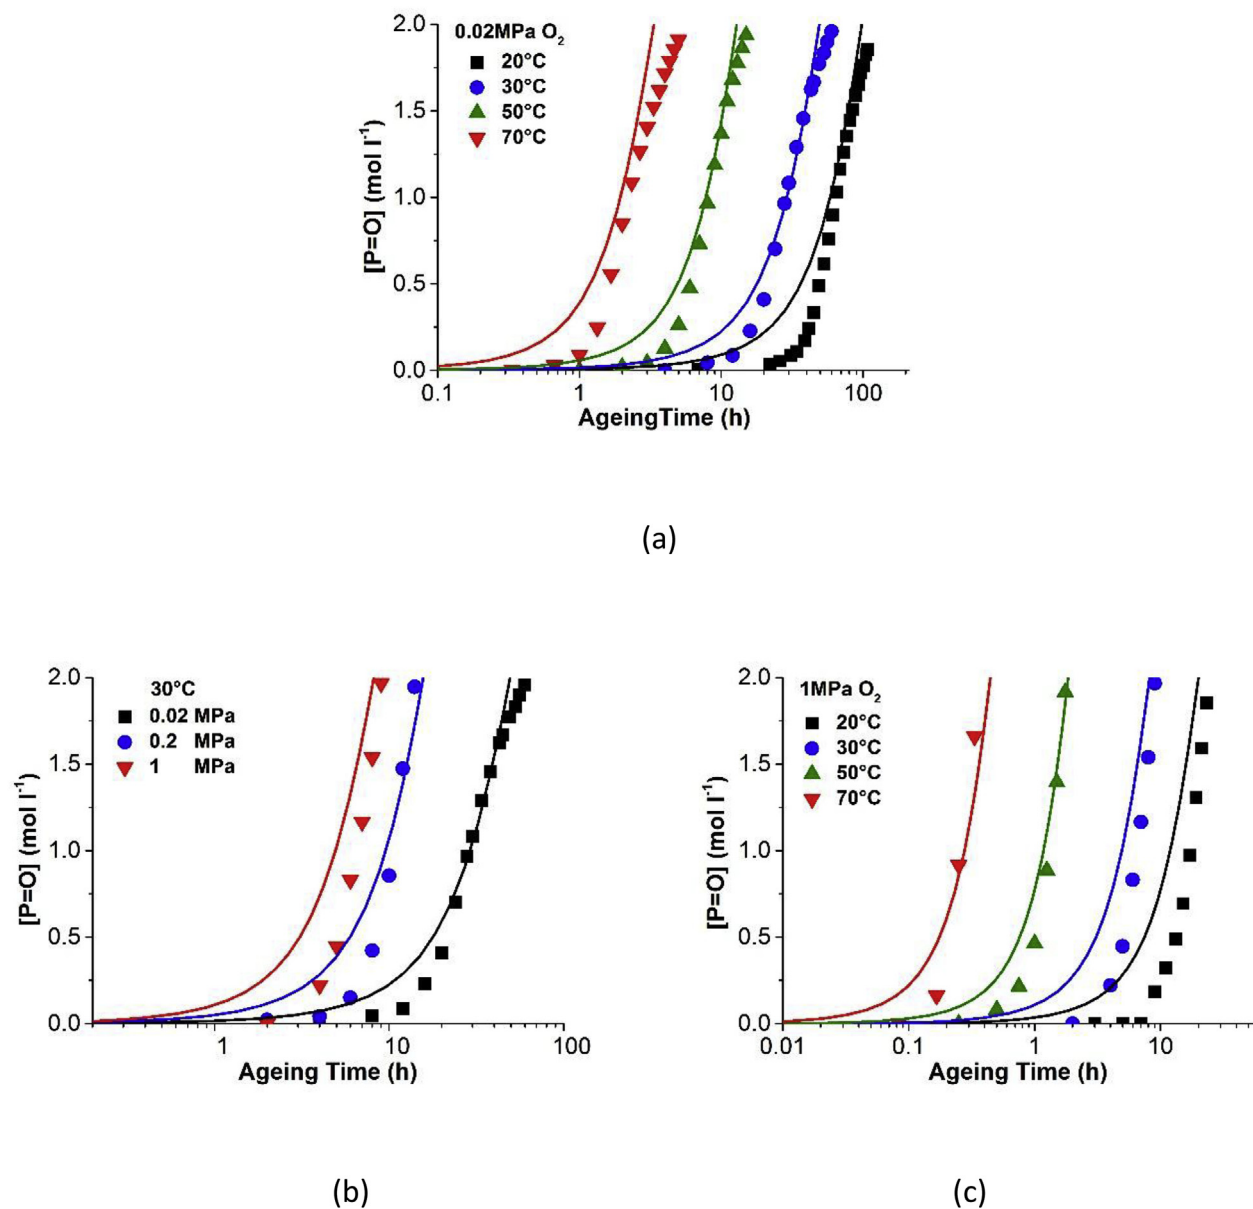 0.02MPa O2
20°C
30°C
50°C
70°C
2.0
1.5
1.0
0.5
0.0
[P=O] (mol l-1)
0.1 1 10 100
AgeingTime (h)
(a)
30°C
0.02 MPa
0.2 MPa
1 MPa
2.0
1.5
1.0
0.5
0.0
[P=O] (mol l-1)
1 10 100
Ageing Time (h)
(b)
1MPa O2
20°C
30°C
50°C
70°C
2.0
1.5
1.0
0.5
0.0
[P=O] (mol l-1)
0.01 0.1 1 10
Ageing Time (h)
(c)